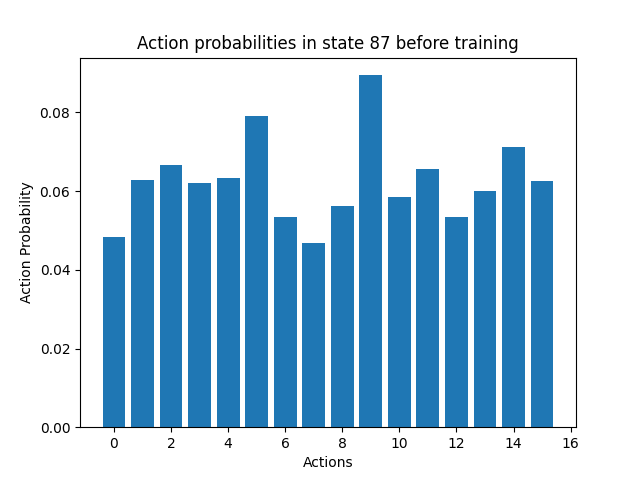 Action probabilities in state 87 before training
0.08
0.06
0.04
0.02
0.00
Action Probability
0 2 4 6 8 10 12 14 16
Actions